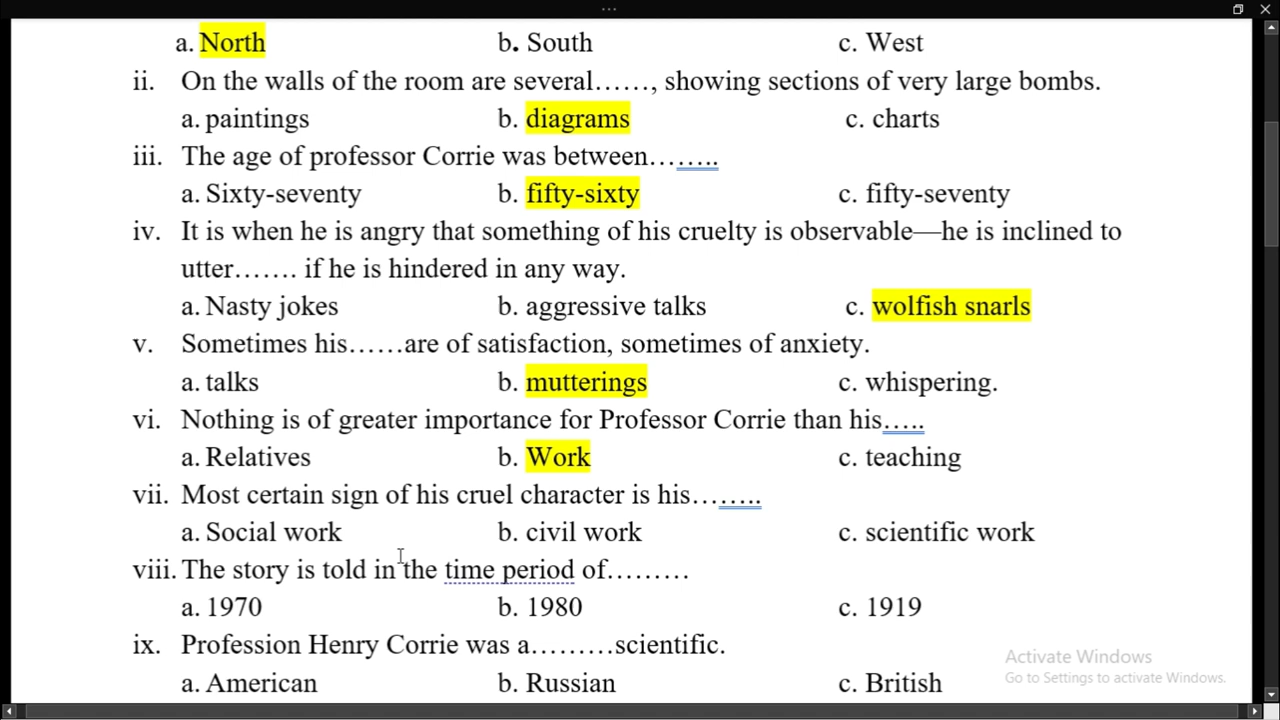 a. North b. South c. West
ii. On the walls of the room are several……, showing sections of very large bombs.
a. paintings b. diagrams c. charts
iii. The age of professor Corrie was between……..
a. Sixty-seventy b. fifty-sixty c. fifty-seventy
iv. It is when he is angry that something of his cruelty is observable—he is inclined to
utter……. if he is hindered in any way.
a. Nasty jokes b. aggressive talks c. wolfish snarls
v. Sometimes his……are of satisfaction, sometimes of anxiety.
a. talks b. mutterings c. whispering.
vi. Nothing is of greater importance for Professor Corrie than his…..
a. Relatives b. Work c. teaching
vii. Most certain sign of his cruel character is his……..
a. Social work b. civil work c. scientific work
viii. The story is told in the time period of………
a. 1970 b. 1980 c. 1919
ix. Profession Henry Corrie was a………scientific.
Activate Windows
Go to Settings to activate Windows.
a. American b. Russian c. British